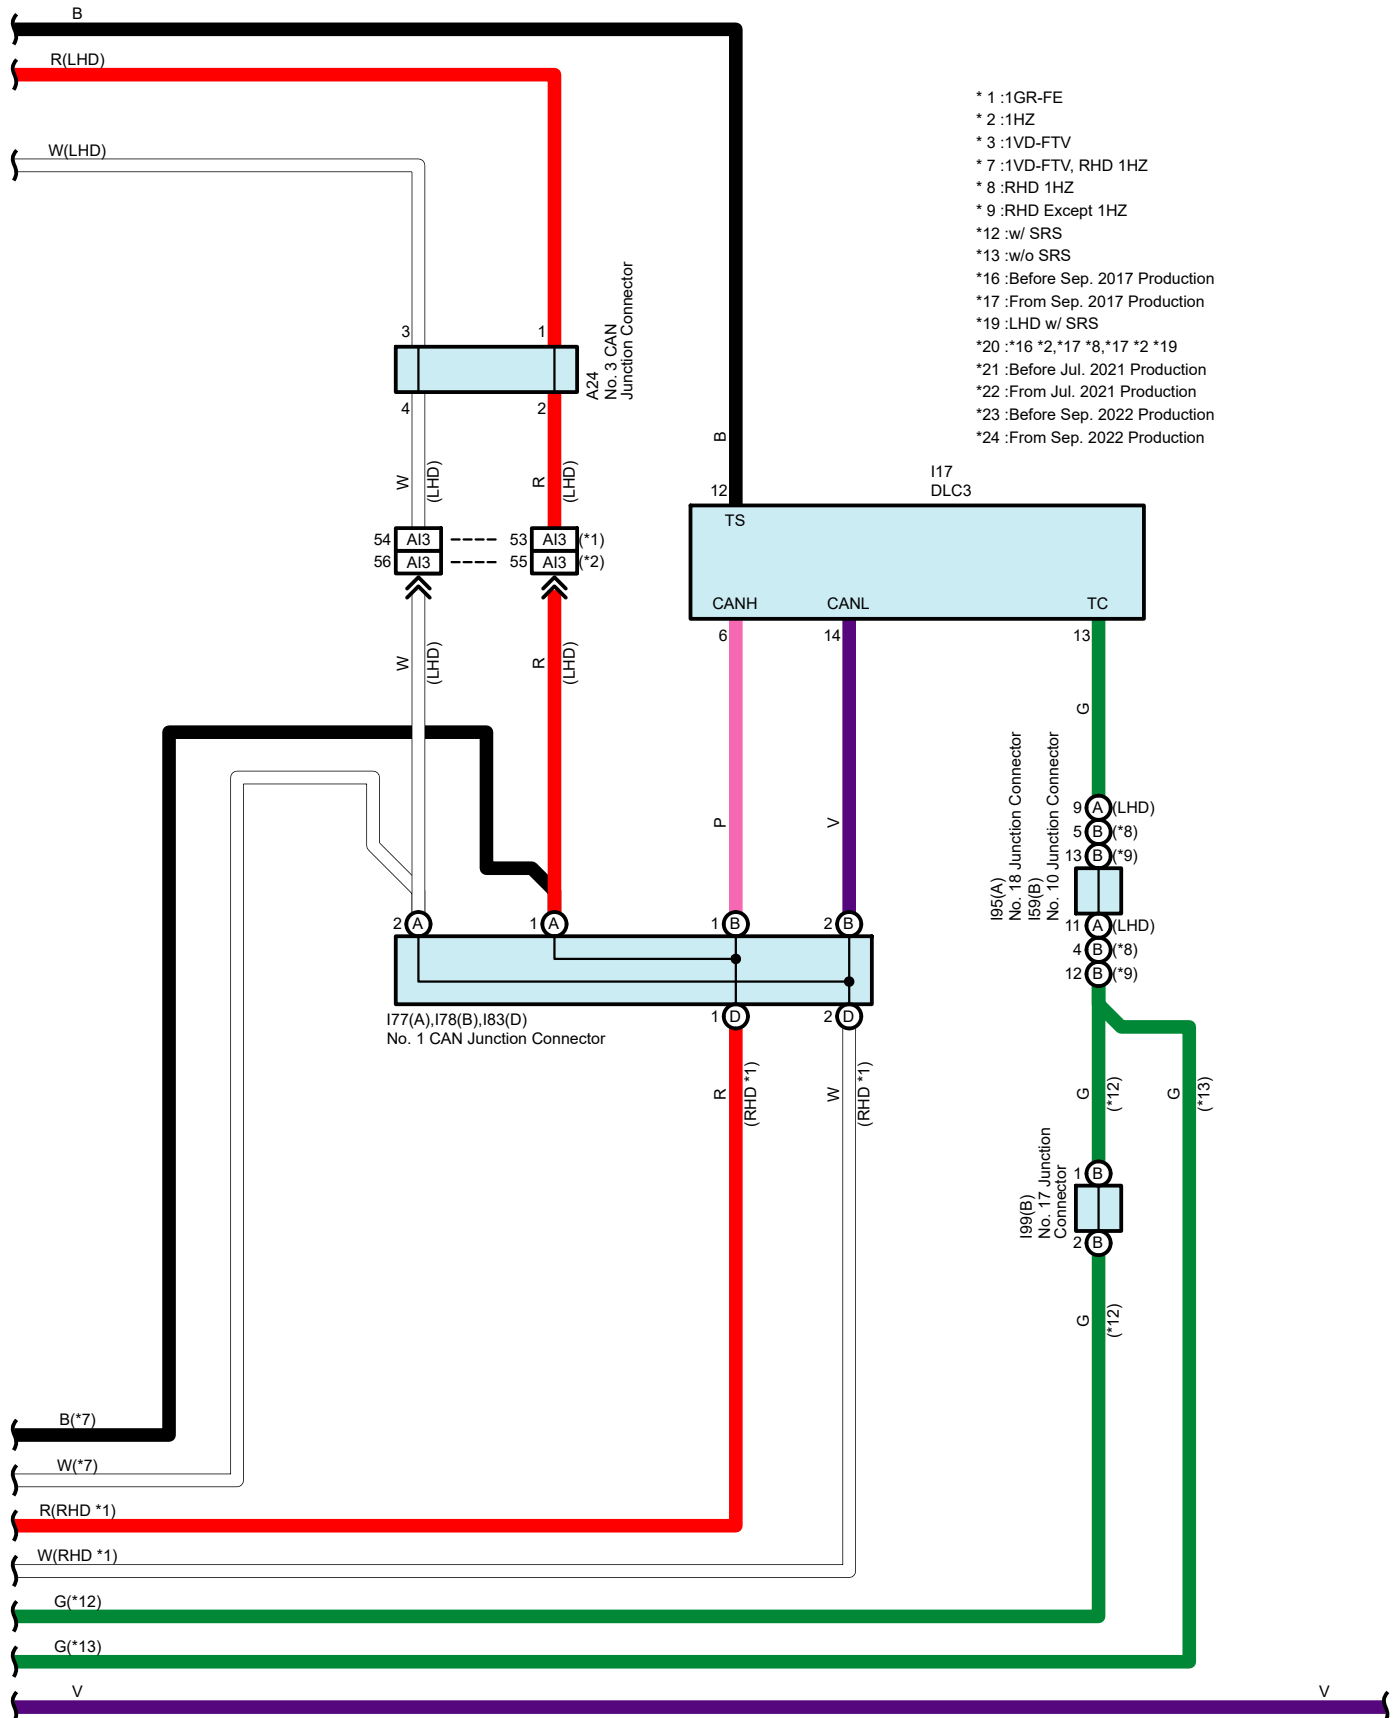 B
R(LHD)
W(LHD)
* 1 :1GR-FE
* 2 :1HZ
* 3 :1VD-FTV
* 7 :1VD-FTV, RHD 1HZ
* 8 :RHD 1HZ
* 9 :RHD Except 1HZ
*12 :w/ SRS
*13 :w/o SRS
*16 :Before Sep. 2017 Production
*17 :From Sep. 2017 Production
*19 :LHD w/ SRS
*20 :*16 *2,*17 *8,*17 *2 *19
*21 :Before Jul. 2021 Production
*22 :From Jul. 2021 Production
*23 :Before Sep. 2022 Production
*24 :From Sep. 2022 Production
3 1
A24
No. 3 CAN
Junction Connector
4 2
B
W (LHD) R (LHD)
I17
DLC3
12
TS
54 AI3 53 AI3 (*1)
56 AI3 55 AI3 (*2)
CANH CANL TC
6 14 13
W (LHD) R (LHD)
G
P V
I95(A)
No. 18 Junction Connector
I59(B)
No. 10 Junction Connector
9 A (LHD)
5 B (*8)
13 B (*9)
11 A (LHD)
4 B (*8)
12 B (*9)
2 A 1 A 1 B 2 B
1 D 2 D
I77(A),I78(B),I83(D)
No. 1 CAN Junction Connector
R (RHD *1) W (RHD *1)
G (*12) G (*13)
I99(B)
No. 17 Junction
Connector
1 B
2 B
G (*12)
B(*7)
W(*7)
R(RHD *1)
W(RHD *1)
G(*12)
G(*13)
V V